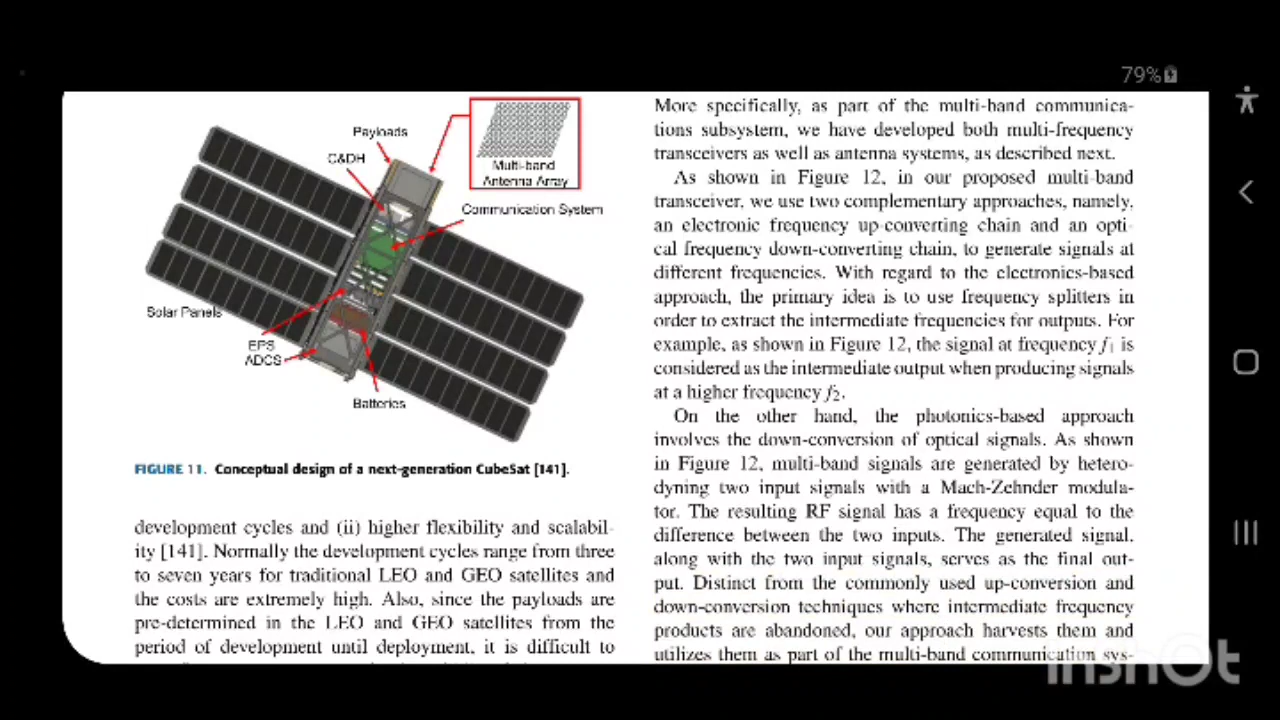 79%
Payloads
C&DH
Multi-band
Antenna Array
Communication System
Solar Panels
EPS
ADCS
Batteries
FIGURE 11. Conceptual design of a next-generation CubeSat [141].
development cycles and (ii) higher flexibility and scalabil-
ity [141]. Normally the development cycles range from three
to seven years for traditional LEO and GEO satellites and
the costs are extremely high. Also, since the payloads are
pre-determined in the LEO and GEO satellites from the
period of development until deployment, it is difficult to
More specifically, as part of the multi-band communica-
tions subsystem, we have developed both multi-frequency
transceivers as well as antenna systems, as described next.
As shown in Figure 12, in our proposed multi-band
transceiver, we use two complementary approaches, namely,
an electronic frequency up-converting chain and an opti-
cal frequency down-converting chain, to generate signals at
different frequencies. With regard to the electronics-based
approach, the primary idea is to use frequency splitters in
order to extract the intermediate frequencies for outputs. For
example, as shown in Figure 12, the signal at frequency f1 is
considered as the intermediate output when producing signals
at a higher frequency f2.
On the other hand, the photonics-based approach
involves the down-conversion of optical signals. As shown
in Figure 12, multi-band signals are generated by hetero-
dyning two input signals with a Mach-Zehnder modula-
tor. The resulting RF signal has a frequency equal to the
difference between the two inputs. The generated signal,
along with the two input signals, serves as the final out-
put. Distinct from the commonly used up-conversion and
down-conversion techniques where intermediate frequency
products are abandoned, our approach harvests them and
utilizes them as part of the multi-band communication sys-
InShOt